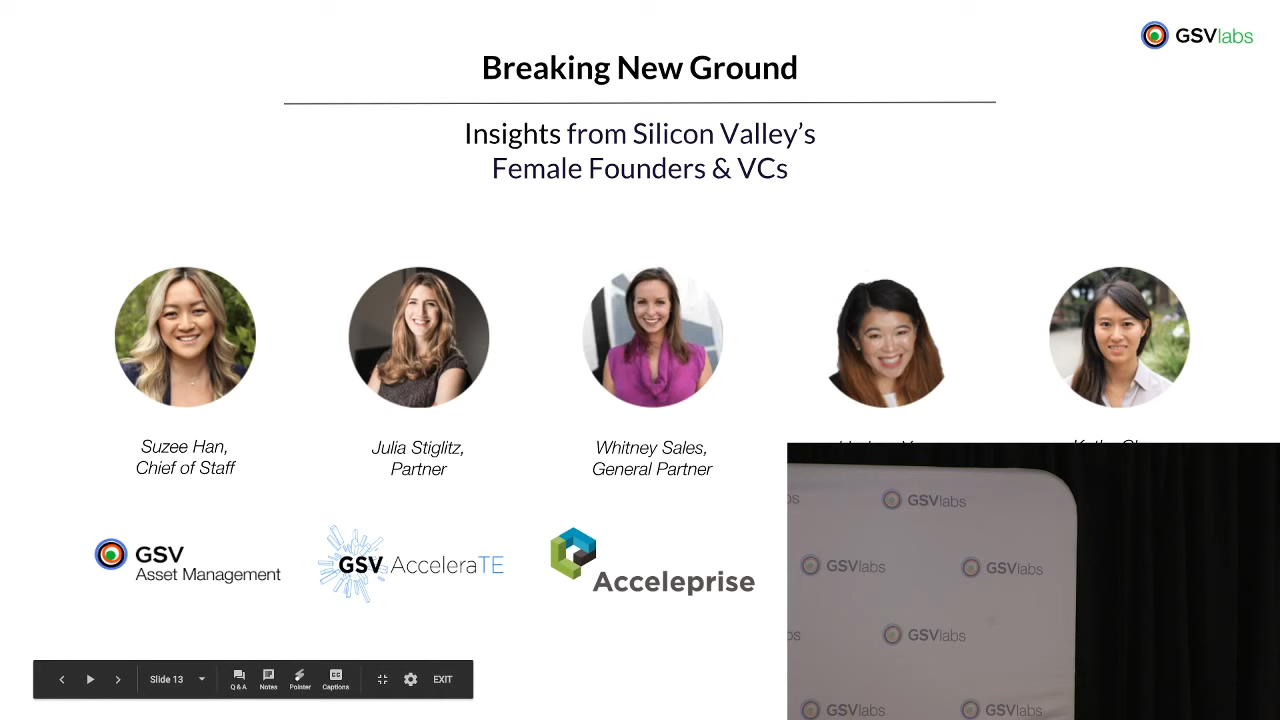 GSVlabs
Breaking New Ground
Insights from Silicon Valley's
Female Founders & VCs
Suzee Han,
Chief of Staff
Julia Stiglitz,
Partner
Whitney Sales,
General Partner
GSV
Asset Management
GSV AcceleraTE
Acceleprise
GSVlabs
GSVlabs
GSVlabs
GSVlabs
GSVlabs
GSVlabs
Slide 13
Q & A
Notes
Pointer
CC
Captions
EXIT